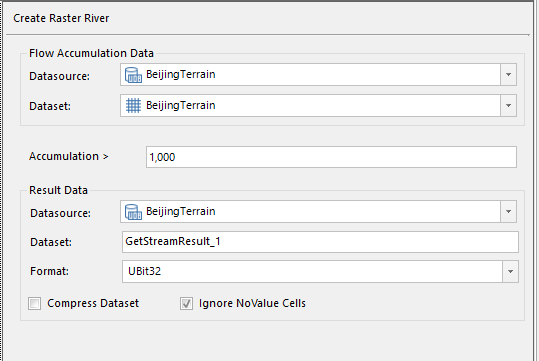 Create Raster River
Flow Accumulation Data
Datasource: BeijingTerrain
Dataset: BeijingTerrain
Accumulation > 1,000
Result Data
Datasource: BeijingTerrain
Dataset: GetStreamResult_1
Format: UBit32
Compress Dataset Ignore NoValue Cells